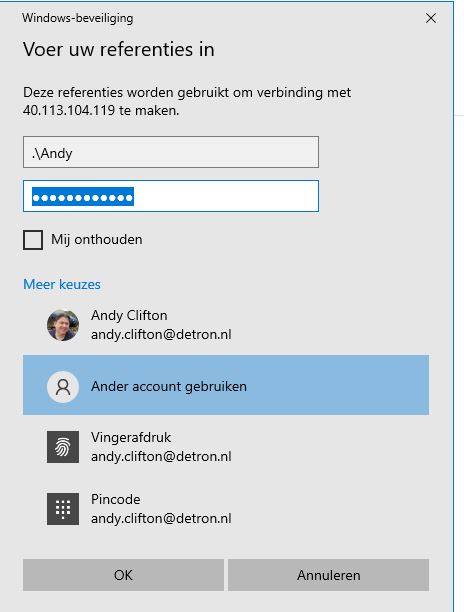 Windows-beveiliging
Voer uw referenties in
Deze referenties worden gebruikt om verbinding met
40.113.104.119 te maken.
.\Andy
●●●●●●●●●●●●
Mij onthouden
Meer keuzes
Andy Clifton
andy.clifton@detron.nl
Ander account gebruiken
Vingerafdruk
andy.clifton@detron.nl
Pincode
andy.clifton@detron.nl
OK
Annuleren